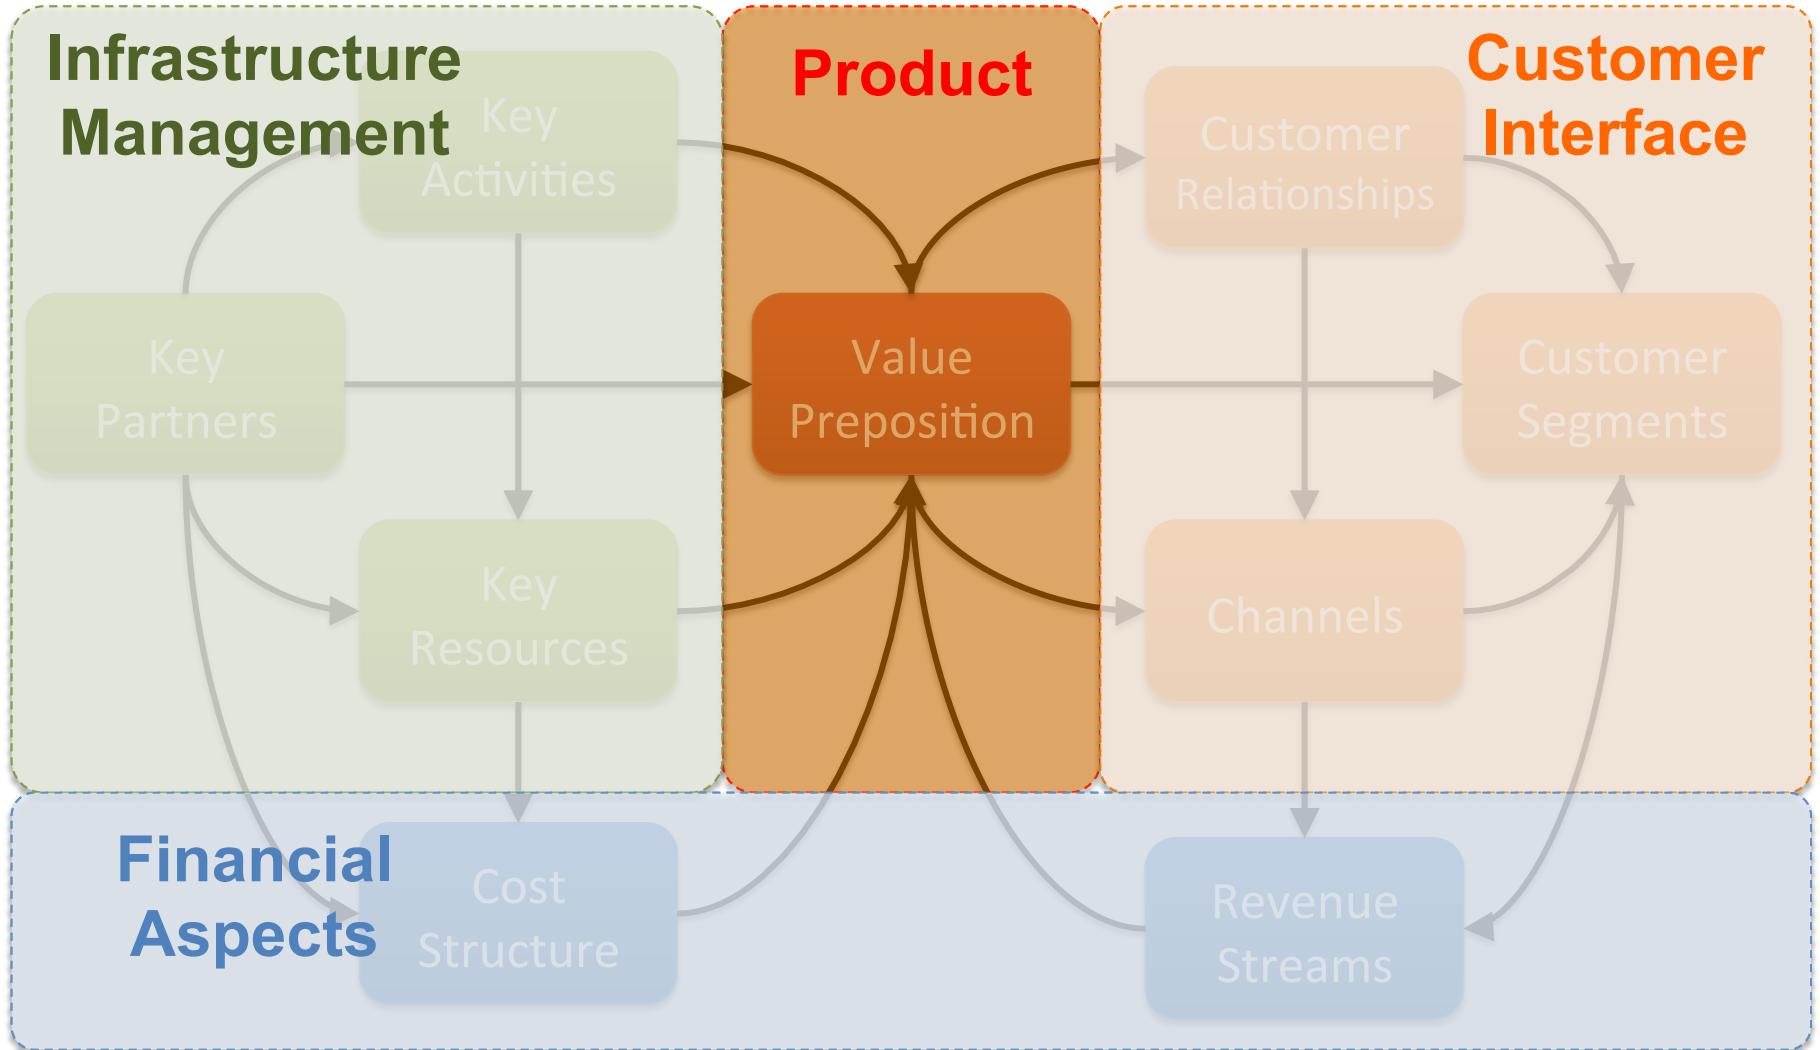 Infrastructure
Management
Key
Activities
Key
Partners
Key
Resources
Product
Value
Preposition
Customer
Interface
Customer
Relationships
Customer
Segments
Channels
Financial
Aspects
Cost
Structure
Revenue
Streams